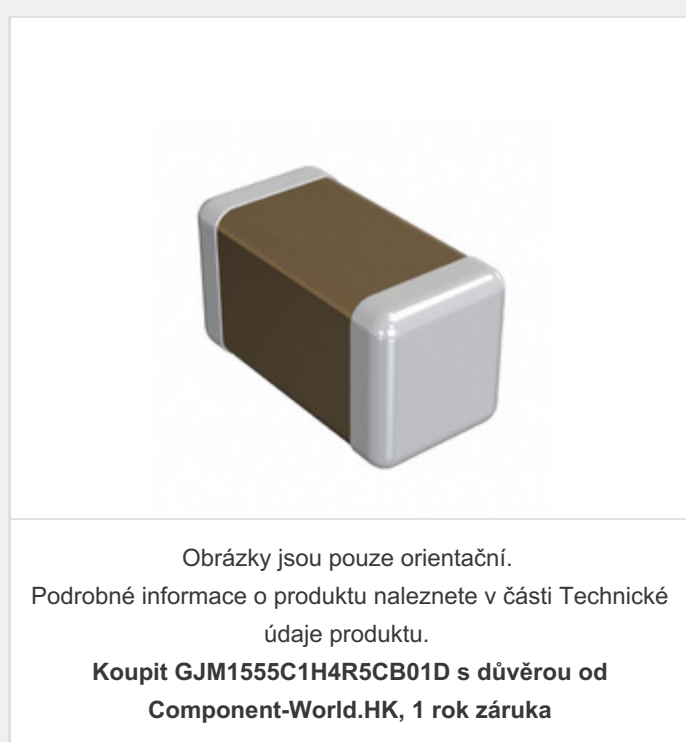 Obrázky jsou pouze orientační.
Podrobné informace o produktu naleznete v části Technické
údaje produktu.
Koupit GJM1555C1H4R5CB01D s důvěrou od
Component-World.HK, 1 rok záruka